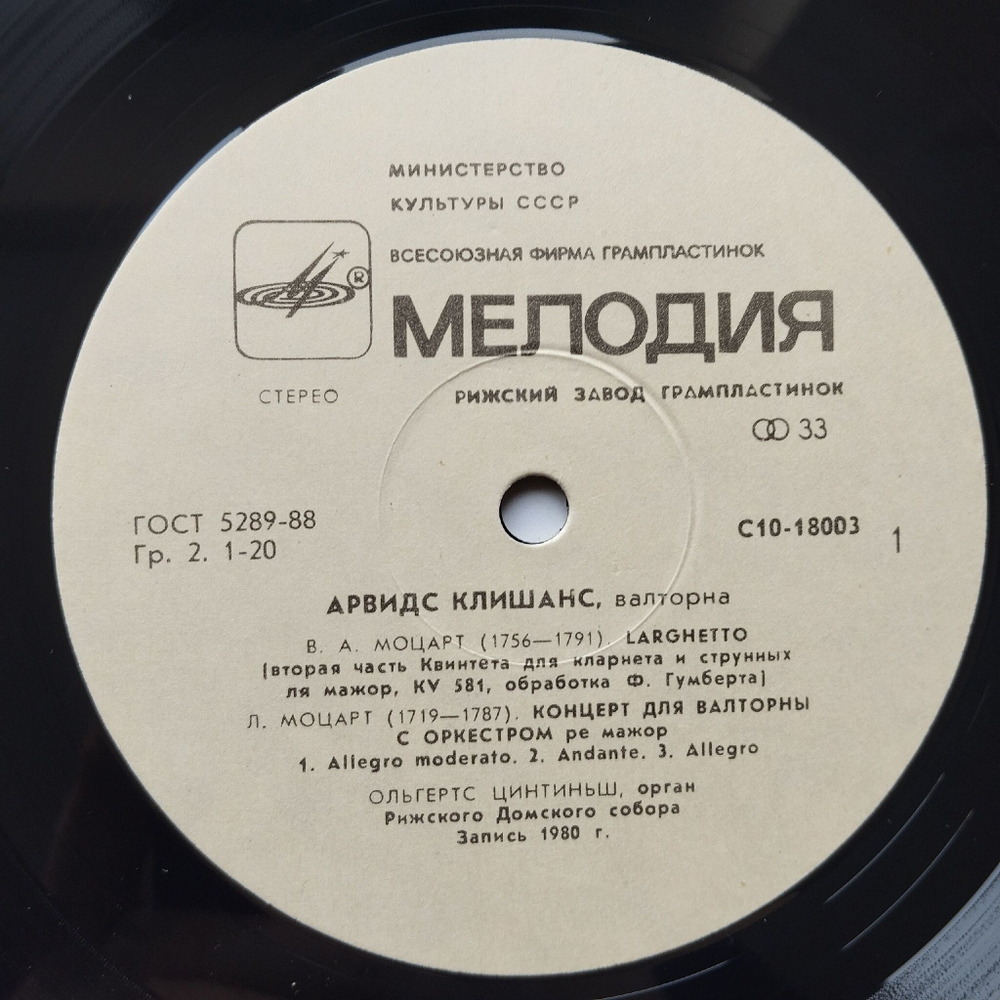 МИНИСТЕРСТВО
КУЛЬТУРЫ СССР
ВСЕСОЮЗНАЯ ФИРМА ГРАМПЛАСТИНОК
®
МЕЛОДИЯ
СТЕРЕО
РИЖСКИЙ ЗАВОД ГРАМПЛАСТИНОК
33
ГОСТ 5289-88
Гр. 2. 1-20
С10-18003
1
АРВИДС КЛИШАНС, валторна
В. А. МОЦАРТ (1756—1791). LARGHETTO
(вторая часть Квинтета для кларнета и струнных
ля мажор, KV 581, обработка Ф. Гумберта)
Л. МОЦАРТ (1719—1787). КОНЦЕРТ ДЛЯ ВАЛТОРНЫ
С ОРКЕСТРОМ ре мажор
1. Allegro moderato. 2. Andante. 3. Allegro
ОЛЬГЕРТС ЦИНТИНЬШ, орган
Рижского Домского собора
Запись 1980 г.